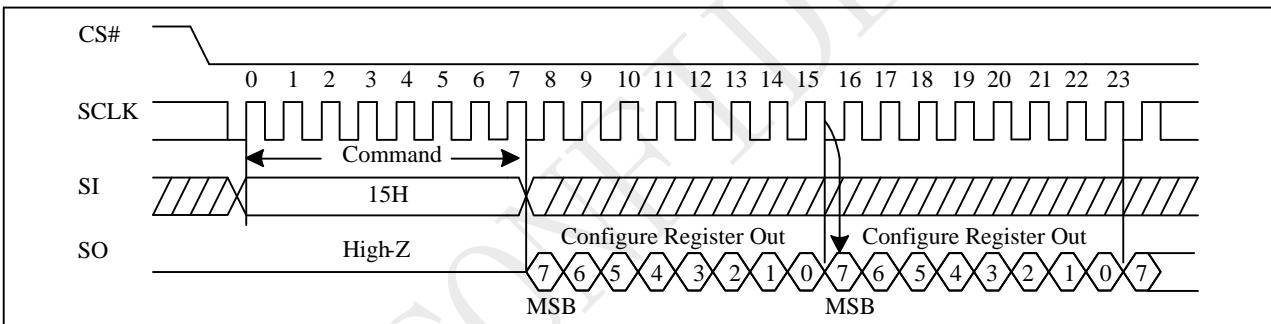 CS#
0 1 2 3 4 5 6 7 8 9 10 11 12 13 14 15 16 17 18 19 20 21 22 23
SCLK
Command
SI
15H
SO
High-Z
Configure Register Out
Configure Register Out
7 6 5 4 3 2 1 0 7 6 5 4 3 2 1 0 7
MSB
MSB